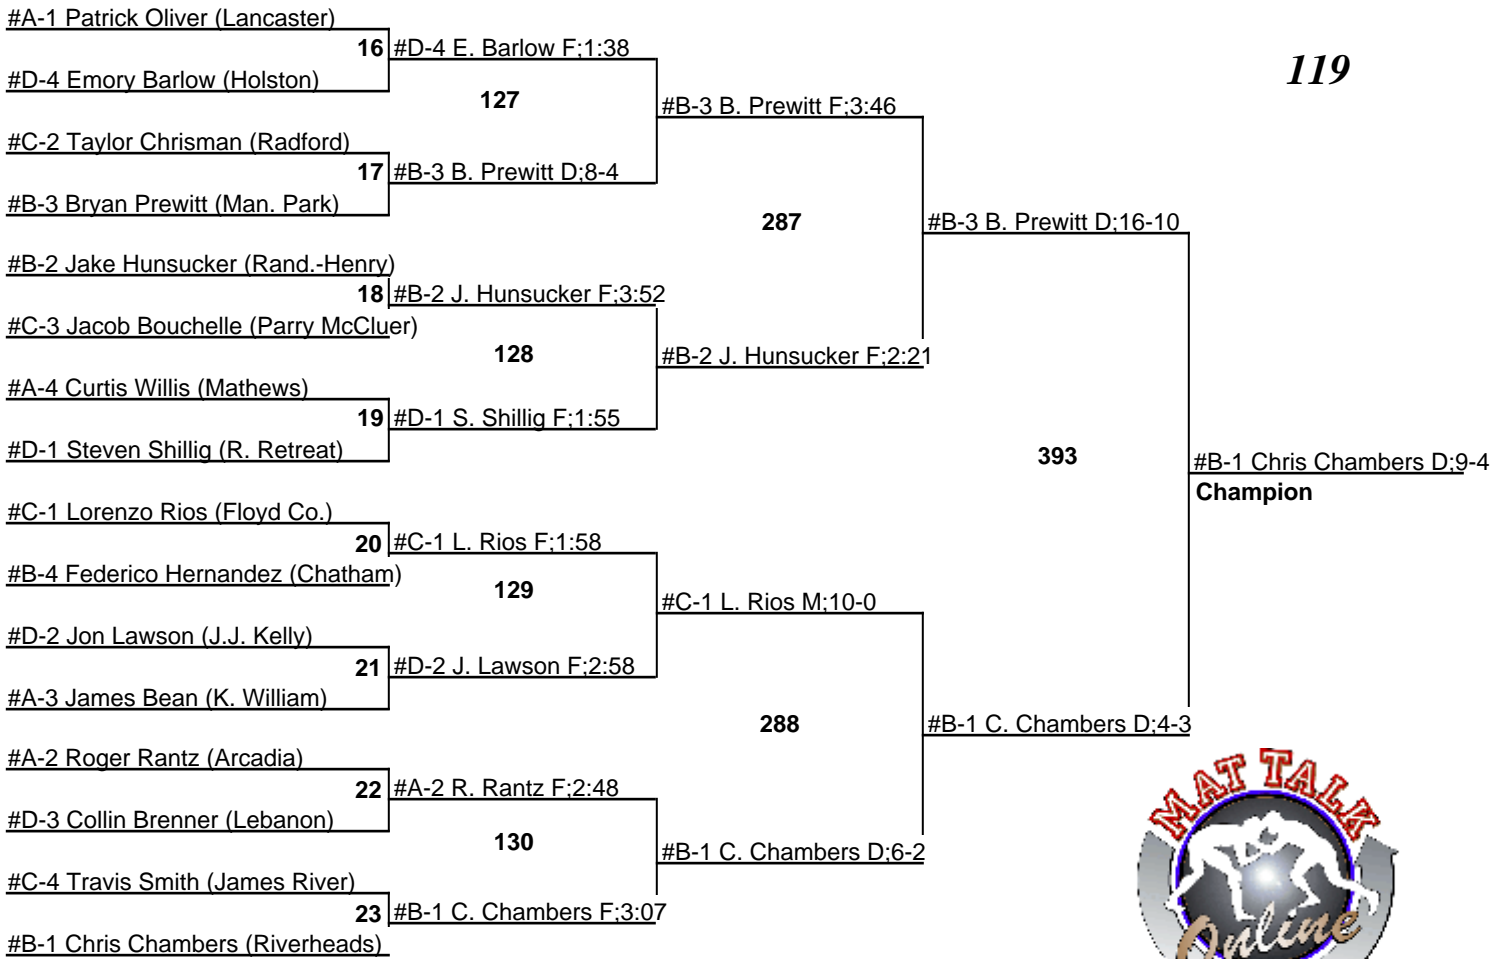 #A-1 Patrick Oliver (Lancaster)
16 #D-4 E. Barlow F;1:38
119
#D-4 Emory Barlow (Holston)
127
#B-3 B. Prewitt F;3:46
#C-2 Taylor Chrisman (Radford)
17 #B-3 B. Prewitt D;8-4
#B-3 Bryan Prewitt (Man. Park)
287
#B-3 B. Prewitt D;16-10
#B-2 Jake Hunsucker (Rand.-Henry)
18 #B-2 J. Hunsucker F;3:52
#C-3 Jacob Bouchelle (Parry McCluer)
128
#B-2 J. Hunsucker F;2:21
#A-4 Curtis Willis (Mathews)
19 #D-1 S. Shillig F;1:55
#D-1 Steven Shillig (R. Retreat)
393
#B-1 Chris Chambers D;9-4
Champion
#C-1 Lorenzo Rios (Floyd Co.)
20 #C-1 L. Rios F;1:58
#B-4 Federico Hernandez (Chatham)
129
#C-1 L. Rios M;10-0
#D-2 Jon Lawson (J.J. Kelly)
21 #D-2 J. Lawson F;2:58
#A-3 James Bean (K. William)
288
#B-1 C. Chambers D;4-3
#A-2 Roger Rantz (Arcadia)
22 #A-2 R. Rantz F;2:48
#D-3 Collin Brenner (Lebanon)
130
#B-1 C. Chambers D;6-2
#C-4 Travis Smith (James River)
23 #B-1 C. Chambers F;3:07
#B-1 Chris Chambers (Riverheads)
MAT TALK
Online